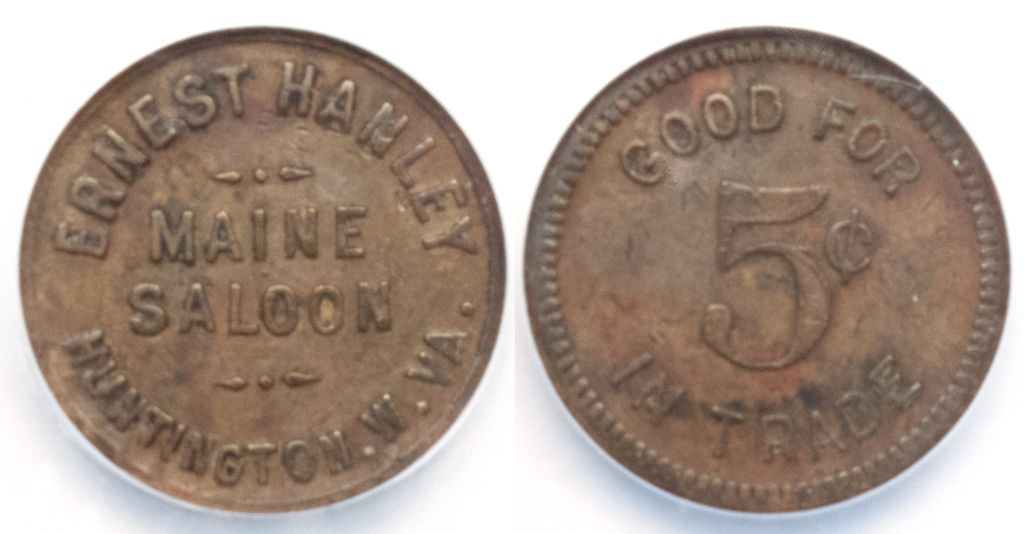 ERNEST HANLEY
MAINE
SALOON
HUNTINGTON. W. VA.
GOOD FOR
5¢
IN TRADE